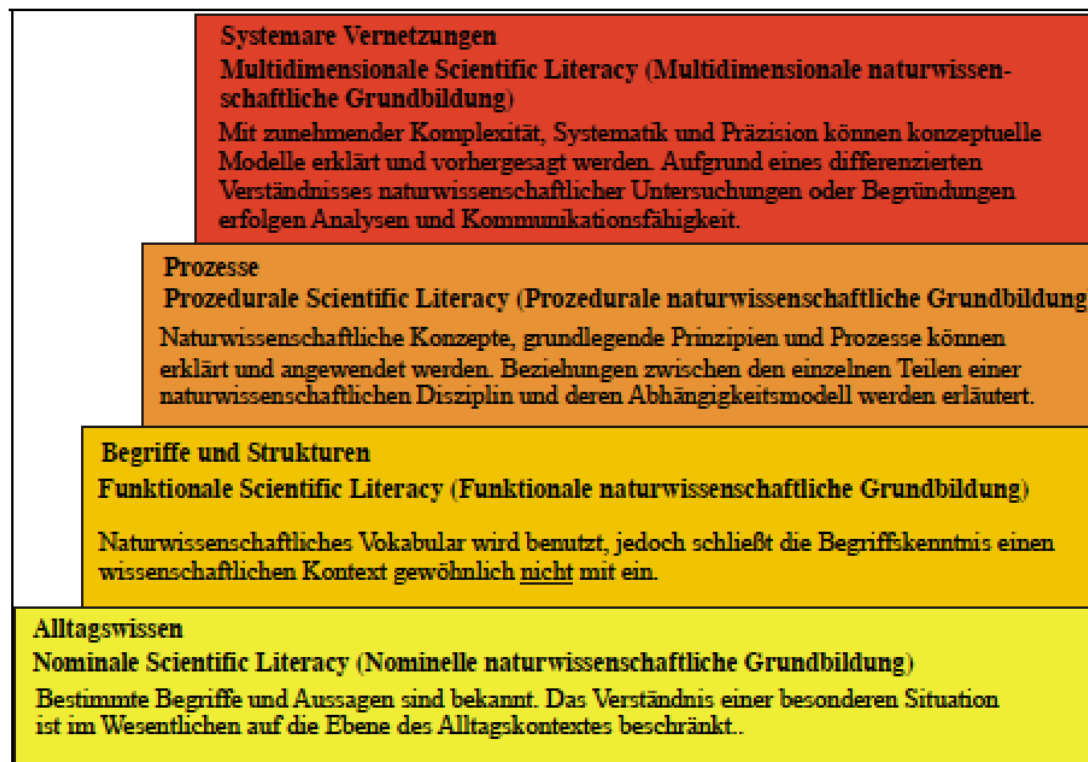 Systemare Vernetzungen
Multidimensionale Scientific Literacy (Multidimensionale naturwissen-
schaftliche Grundbildung)
Mit zunehmender Komplexität, Systematik und Präzision können konzeptuelle
Modelle erklärt und vorhergesagt werden. Aufgrund eines differenzierten
Verständnisses naturwissenschaftlicher Untersuchungen oder Begründungen
erfolgen Analysen und Kommunikationsfähigkeit.
Prozesse
Prozedurale Scientific Literacy (Prozedurale naturwissenschaftliche Grundbildung)
Naturwissenschaftliche Konzepte, grundlegende Prinzipien und Prozesse können
erklärt und angewendet werden. Beziehungen zwischen den einzelnen Teilen einer
naturwissenschaftlichen Disziplin und deren Abhängigkeitsmodell werden erläutert.
Begriffe und Strukturen
Funktionale Scientific Literacy (Funktionale naturwissenschaftliche Grundbildung)
Naturwissenschaftliches Vokabular wird benutzt, jedoch schließt die Begriffskenntnis einen
wissenschaftlichen Kontext gewöhnlich nicht mit ein.
Alltagswissen
Nominale Scientific Literacy (Nominelle naturwissenschaftliche Grundbildung)
Bestimmte Begriffe und Aussagen sind bekannt. Das Verständnis einer besonderen Situation
ist im Wesentlichen auf die Ebene des Alltagskontextes beschränkt..